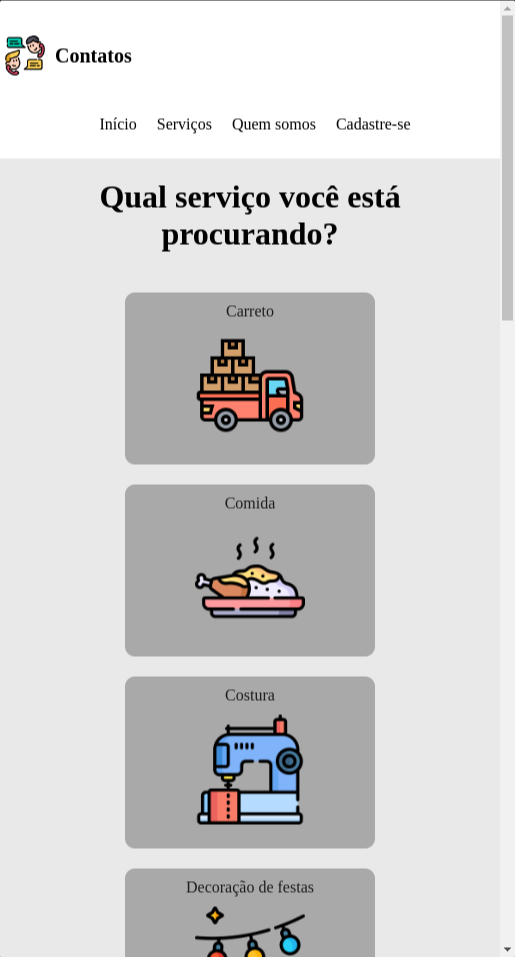 Contatos
Início Serviços Quem somos Cadastre-se
Qual serviço você está
procurando?
Carreto
Comida
Costura
Decoração de festas